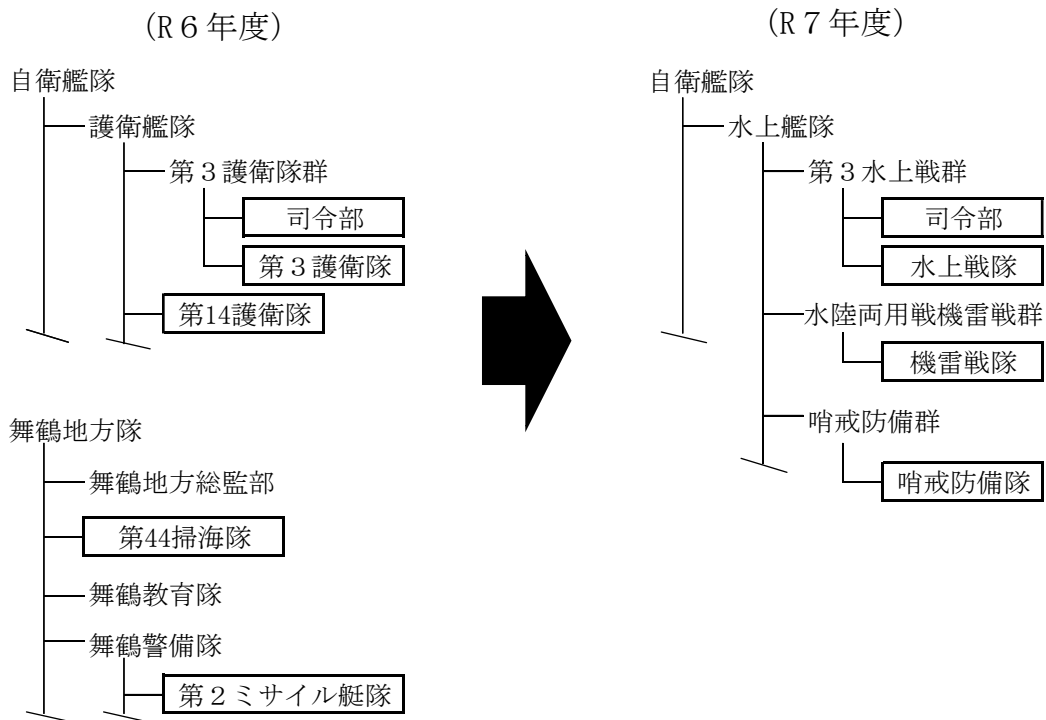 (R６年度)
自衛艦隊
護衛艦隊
第３護衛隊群
司令部
第３護衛隊
第14護衛隊
舞鶴地方隊
舞鶴地方総監部
第44掃海隊
舞鶴教育隊
舞鶴警備隊
第２ミサイル艇隊
(R７年度)
自衛艦隊
水上艦隊
第３水上戦群
司令部
水上戦隊
水陸両用戦機雷戦群
機雷戦隊
哨戒防備群
哨戒防備隊